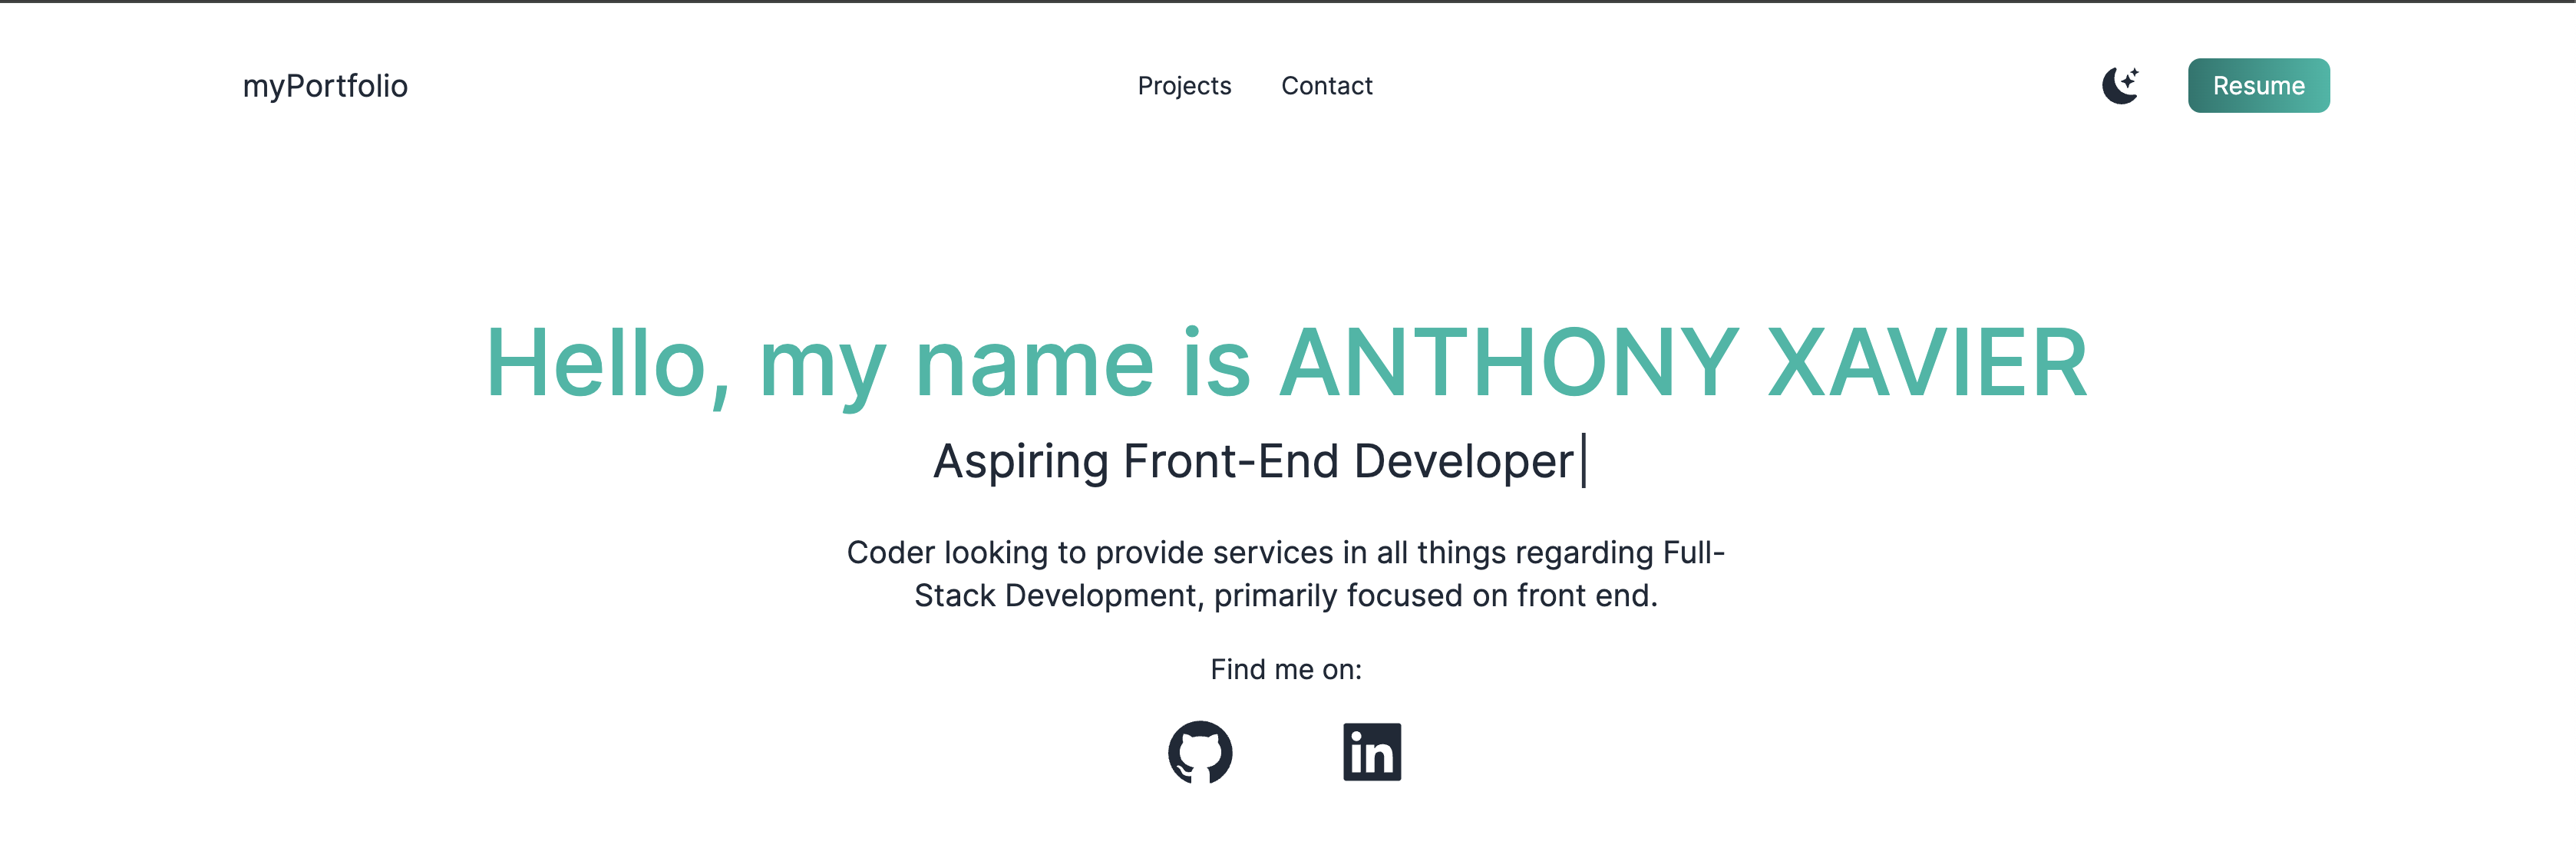 myPortfolio
Projects
Contact
Resume
Hello, my name is ANTHONY XAVIER
Aspiring Front-End Developer|
Coder looking to provide services in all things regarding Full-
Stack Development, primarily focused on front end.
Find me on:
in